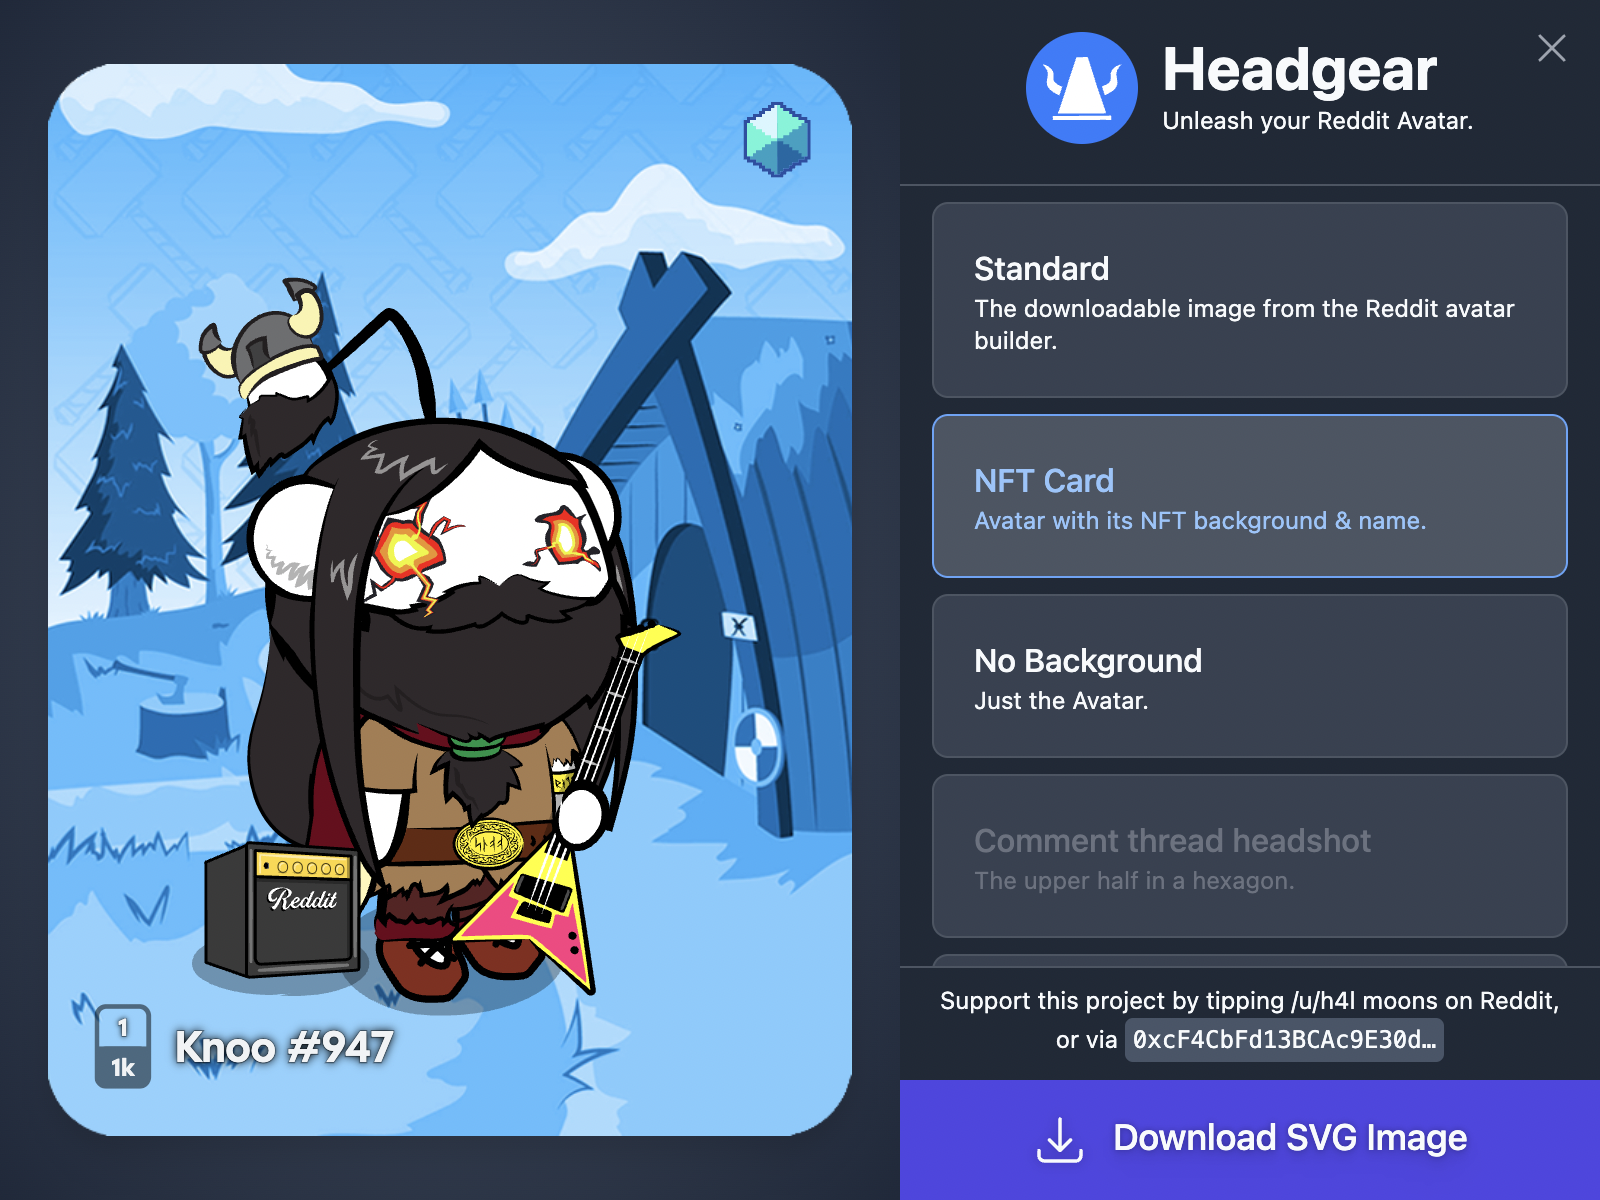 Headgear
Unleash your Reddit Avatar.
Standard
The downloadable image from the Reddit avatar
builder.
NFT Card
Avatar with its NFT background & name.
No Background
Just the Avatar.
Comment thread headshot
The upper half in a hexagon.
Support this project by tipping /u/h4l moons on Reddit,
or via 0xcF4CbFd13BCAc9E30d…
Download SVG Image
Reddit
1
1k
Knoo #947